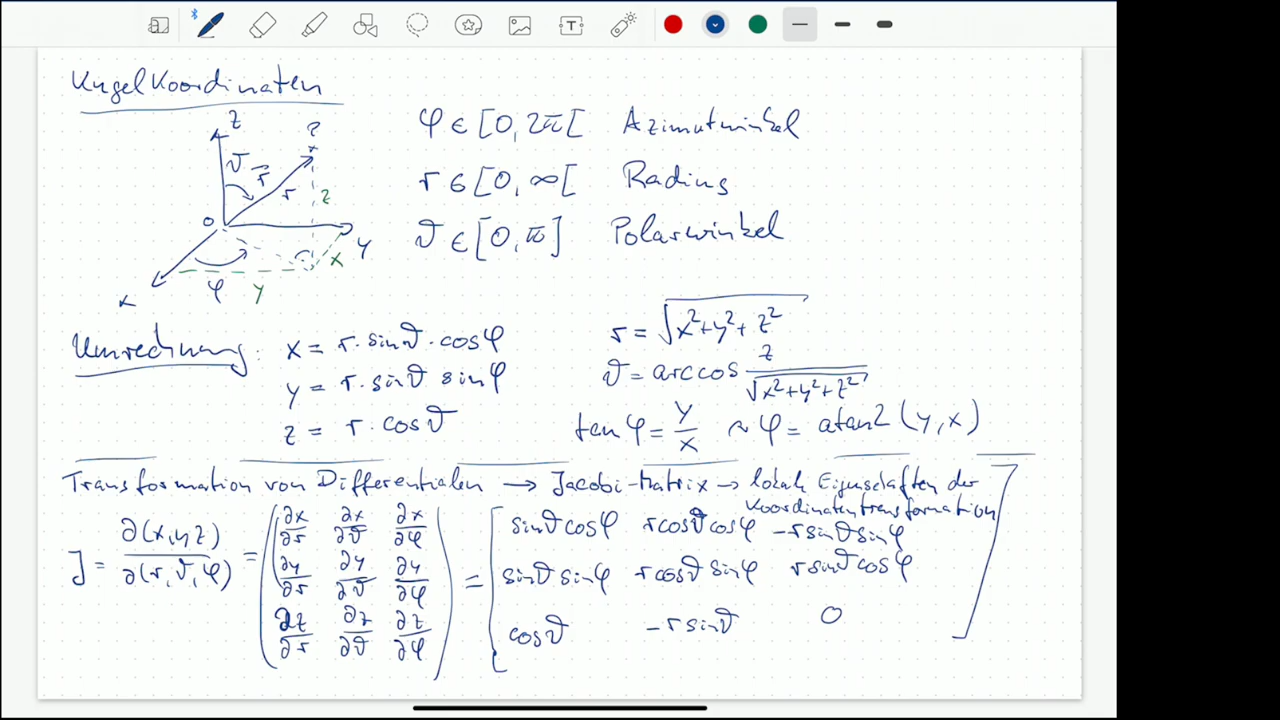 Kugelkoordinaten
z
P
ϑ
r⃗
r
z
O
y
x
φ
y
x
φ ∈ [0, 2π[ Azimutwinkel
r ∈ [0, ∞[ Radius
ϑ ∈ [0, π] Polarwinkel
Umrechnung:
x = r · sinϑ · cosφ
y = r · sinϑ sinφ
z = r · cosϑ
r = √(x²+y²+z²)
ϑ = arccos z/√(x²+y²+z²)
tan φ = y/x ~ φ = atan2 (y,x)
Transformation von Differentialen → Jacobi-Matrix → lokale Eigenschaften der
Koordinatentransformation
J = ∂(x,y,z)/∂(r,ϑ,φ) =
( ∂x/∂r ∂x/∂ϑ ∂x/∂φ
∂y/∂r ∂y/∂ϑ ∂y/∂φ
∂z/∂r ∂z/∂ϑ ∂z/∂φ )
= [ sinϑ cosφ r cosϑ cosφ -r sinϑ sinφ
sinϑ sinφ r cosϑ sinφ r sinϑ cosφ
cosϑ -r sinϑ 0 ]